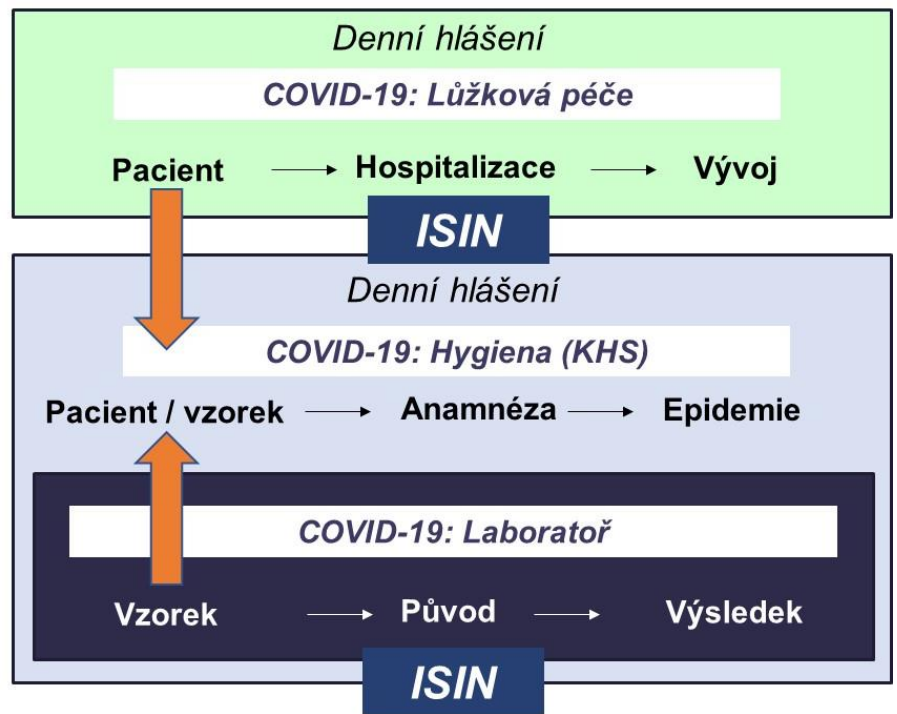 Denní hlášení
COVID-19: Lůžková péče
Pacient Hospitalizace Vývoj
ISIN
Denní hlášení
COVID-19: Hygiena (KHS)
Pacient / vzorek Anamnéza Epidemie
COVID-19: Laboratoř
Vzorek Původ Výsledek
ISIN